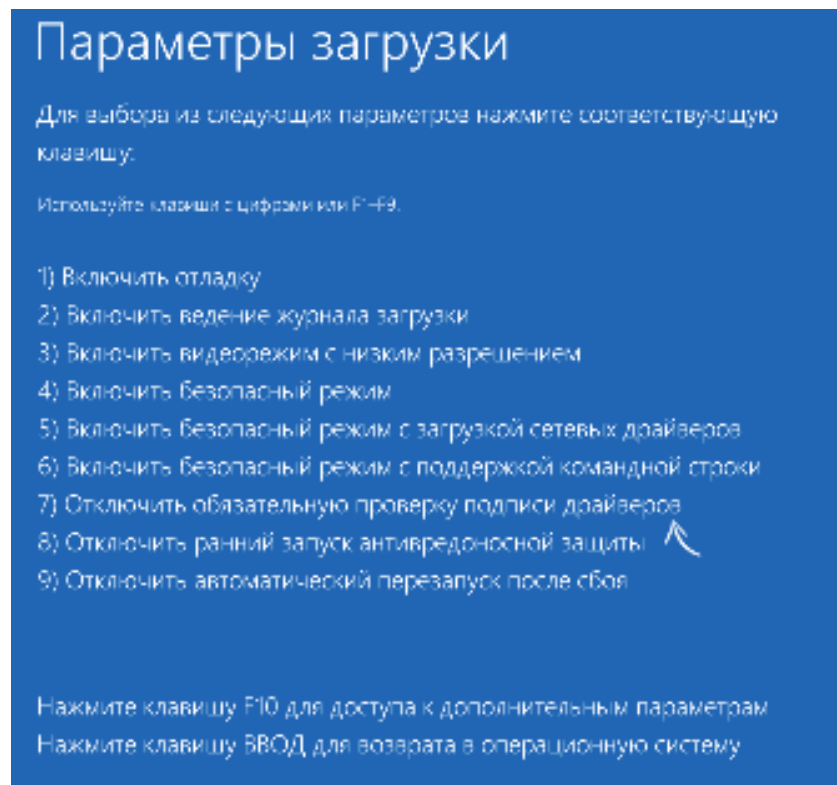 Параметры загрузки
Для выбора из следующих параметров нажмите соответствующую
клавишу:
Используйте клавиши с цифрами или F1–F9.
1) Включить отладку
2) Включить ведение журнала загрузки
3) Включить видеорежим с низким разрешением
4) Включить безопасный режим
5) Включить безопасный режим с загрузкой сетевых драйверов
6) Включить безопасный режим с поддержкой командной строки
7) Отключить обязательную проверку подписи драйверов
8) Отключить ранний запуск антивредоносной защиты
9) Отключить автоматический перезапуск после сбоя
Нажмите клавишу F10 для доступа к дополнительным параметрам
Нажмите клавишу ВВОД для возврата в операционную систему